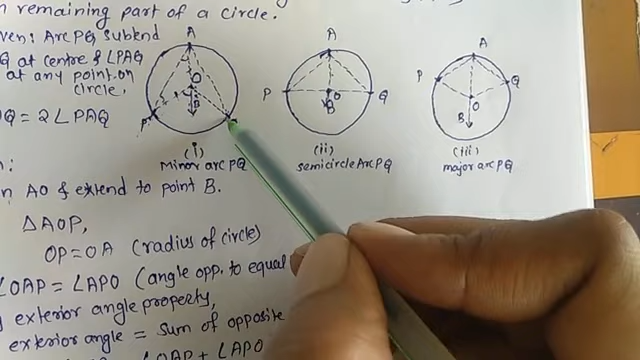 n remaining part of a circle.
iven: Arc PQ, subtend
Q at centre & ∠PAQ
at any point on
circle.
PQ = 2∠PAQ
A
O
B
P
(i)
Minor arc PQ
A
P
O
Q
B
(ii)
semicircle Arc PQ
A
P
Q
O
B
(iii)
major arc PQ
n AO & extend to point B.
△AOP,
OP = OA (radius of circle)
∠OAP = ∠APO (angle opp. to equal
exterior angle property,
exterior angle = sum of opposite
∠OAP + ∠APO